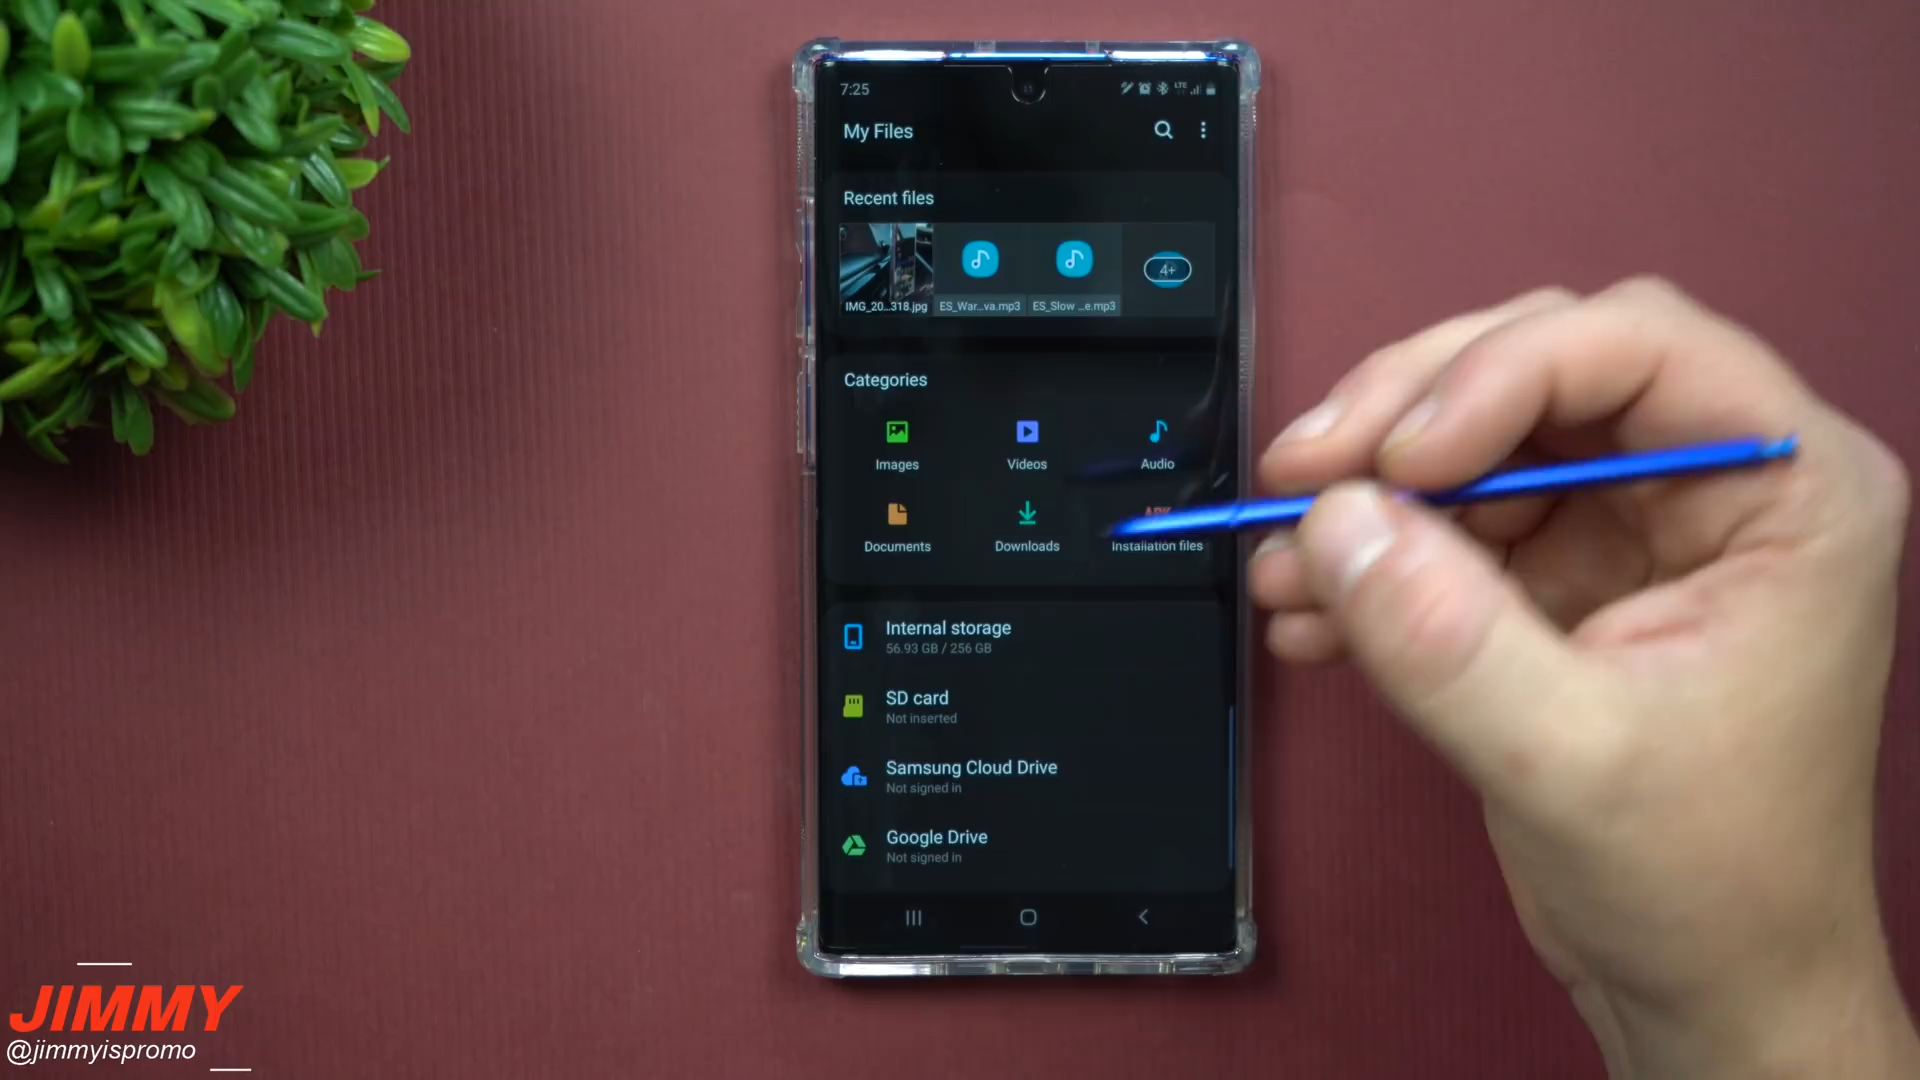 7:25
LTE
My Files
Recent files
4+
IMG_20...318.jpg
ES_War...va.mp3
ES_Slow ...e.mp3
Categories
Images
Videos
Audio
APK
Documents
Downloads
Installation files
Internal storage
56.93 GB / 256 GB
SD card
Not inserted
Samsung Cloud Drive
Not signed in
Google Drive
Not signed in
JIMMY
@jimmyispromo